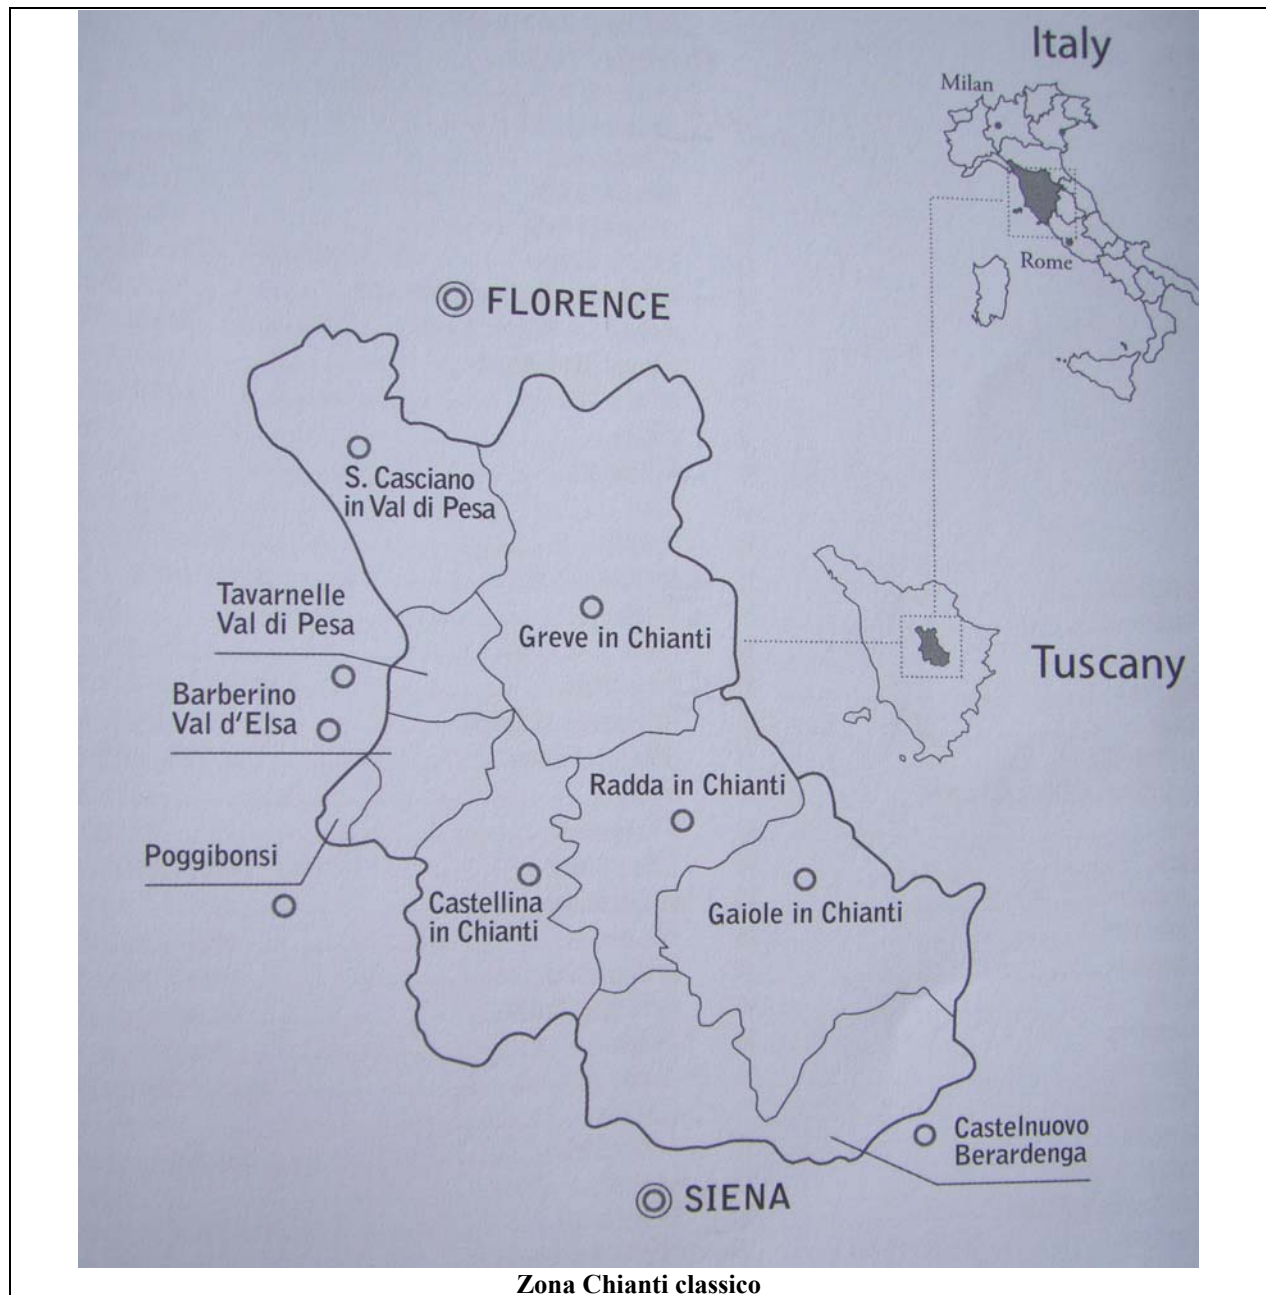 Italy
Milan
Rome
FLORENCE
S. Casciano
in Val di Pesa
Tavarnelle
Val di Pesa
Greve in Chianti
Tuscany
Barberino
Val d'Elsa
Radda in Chianti
Poggibonsi
Castellina
in Chianti
Gaiole in Chianti
Castelnuovo
Berardenga
SIENA
Zona Chianti classico